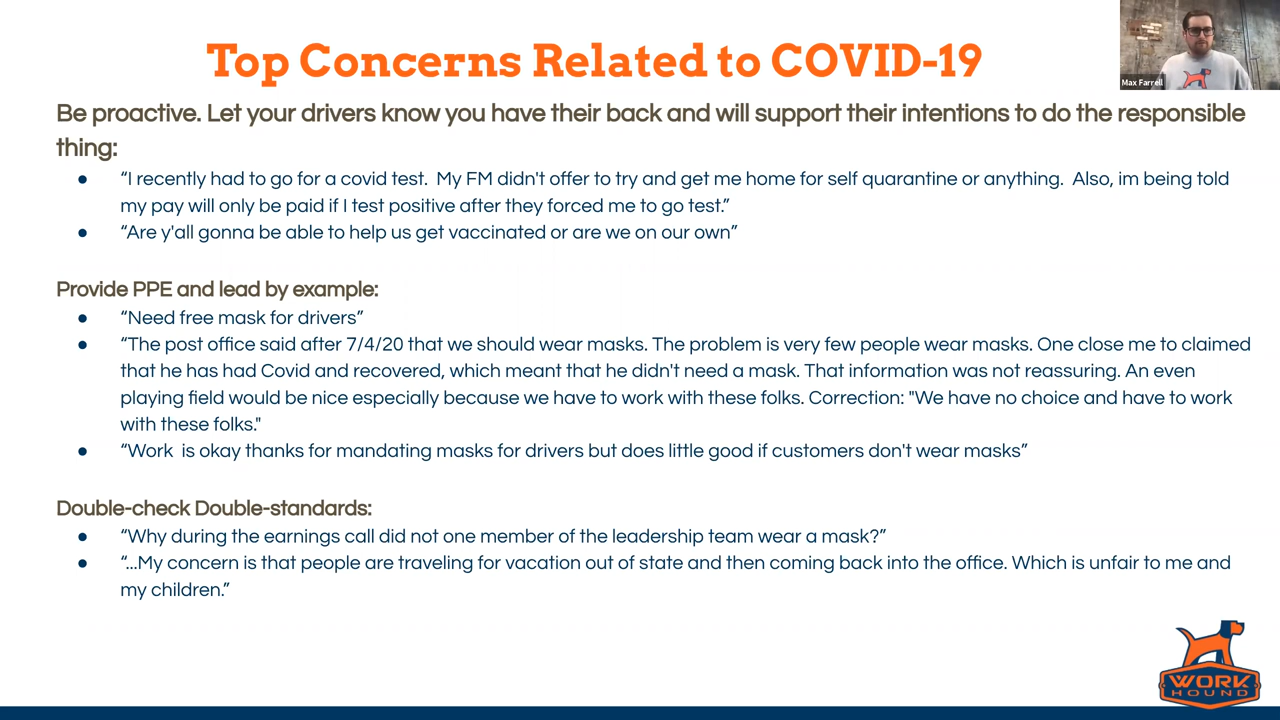 Top Concerns Related to COVID-19
Max Farrell
Be proactive. Let your drivers know you have their back and will support their intentions to do the responsible
thing:
● “I recently had to go for a covid test.  My FM didn't offer to try and get me home for self quarantine or anything.  Also, im being told
my pay will only be paid if I test positive after they forced me to go test.”
● “Are y'all gonna be able to help us get vaccinated or are we on our own”
Provide PPE and lead by example:
● “Need free mask for drivers”
● “The post office said after 7/4/20 that we should wear masks. The problem is very few people wear masks. One close me to claimed
that he has had Covid and recovered, which meant that he didn't need a mask. That information was not reassuring. An even
playing field would be nice especially because we have to work with these folks. Correction: "We have no choice and have to work
with these folks."
● “Work  is okay thanks for mandating masks for drivers but does little good if customers don't wear masks”
Double-check Double-standards:
● “Why during the earnings call did not one member of the leadership team wear a mask?”
● “...My concern is that people are traveling for vacation out of state and then coming back into the office. Which is unfair to me and
my children.”
WORK
HOUND